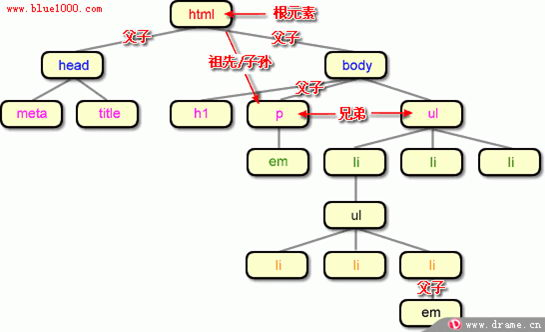 www.blue1000.com
html
根元素
父子
父子
祖先/子孙
head
body
父子
meta
title
h1
p
兄弟
ul
em
li
li
li
ul
li
li
li
父子
em
www.drame.cn